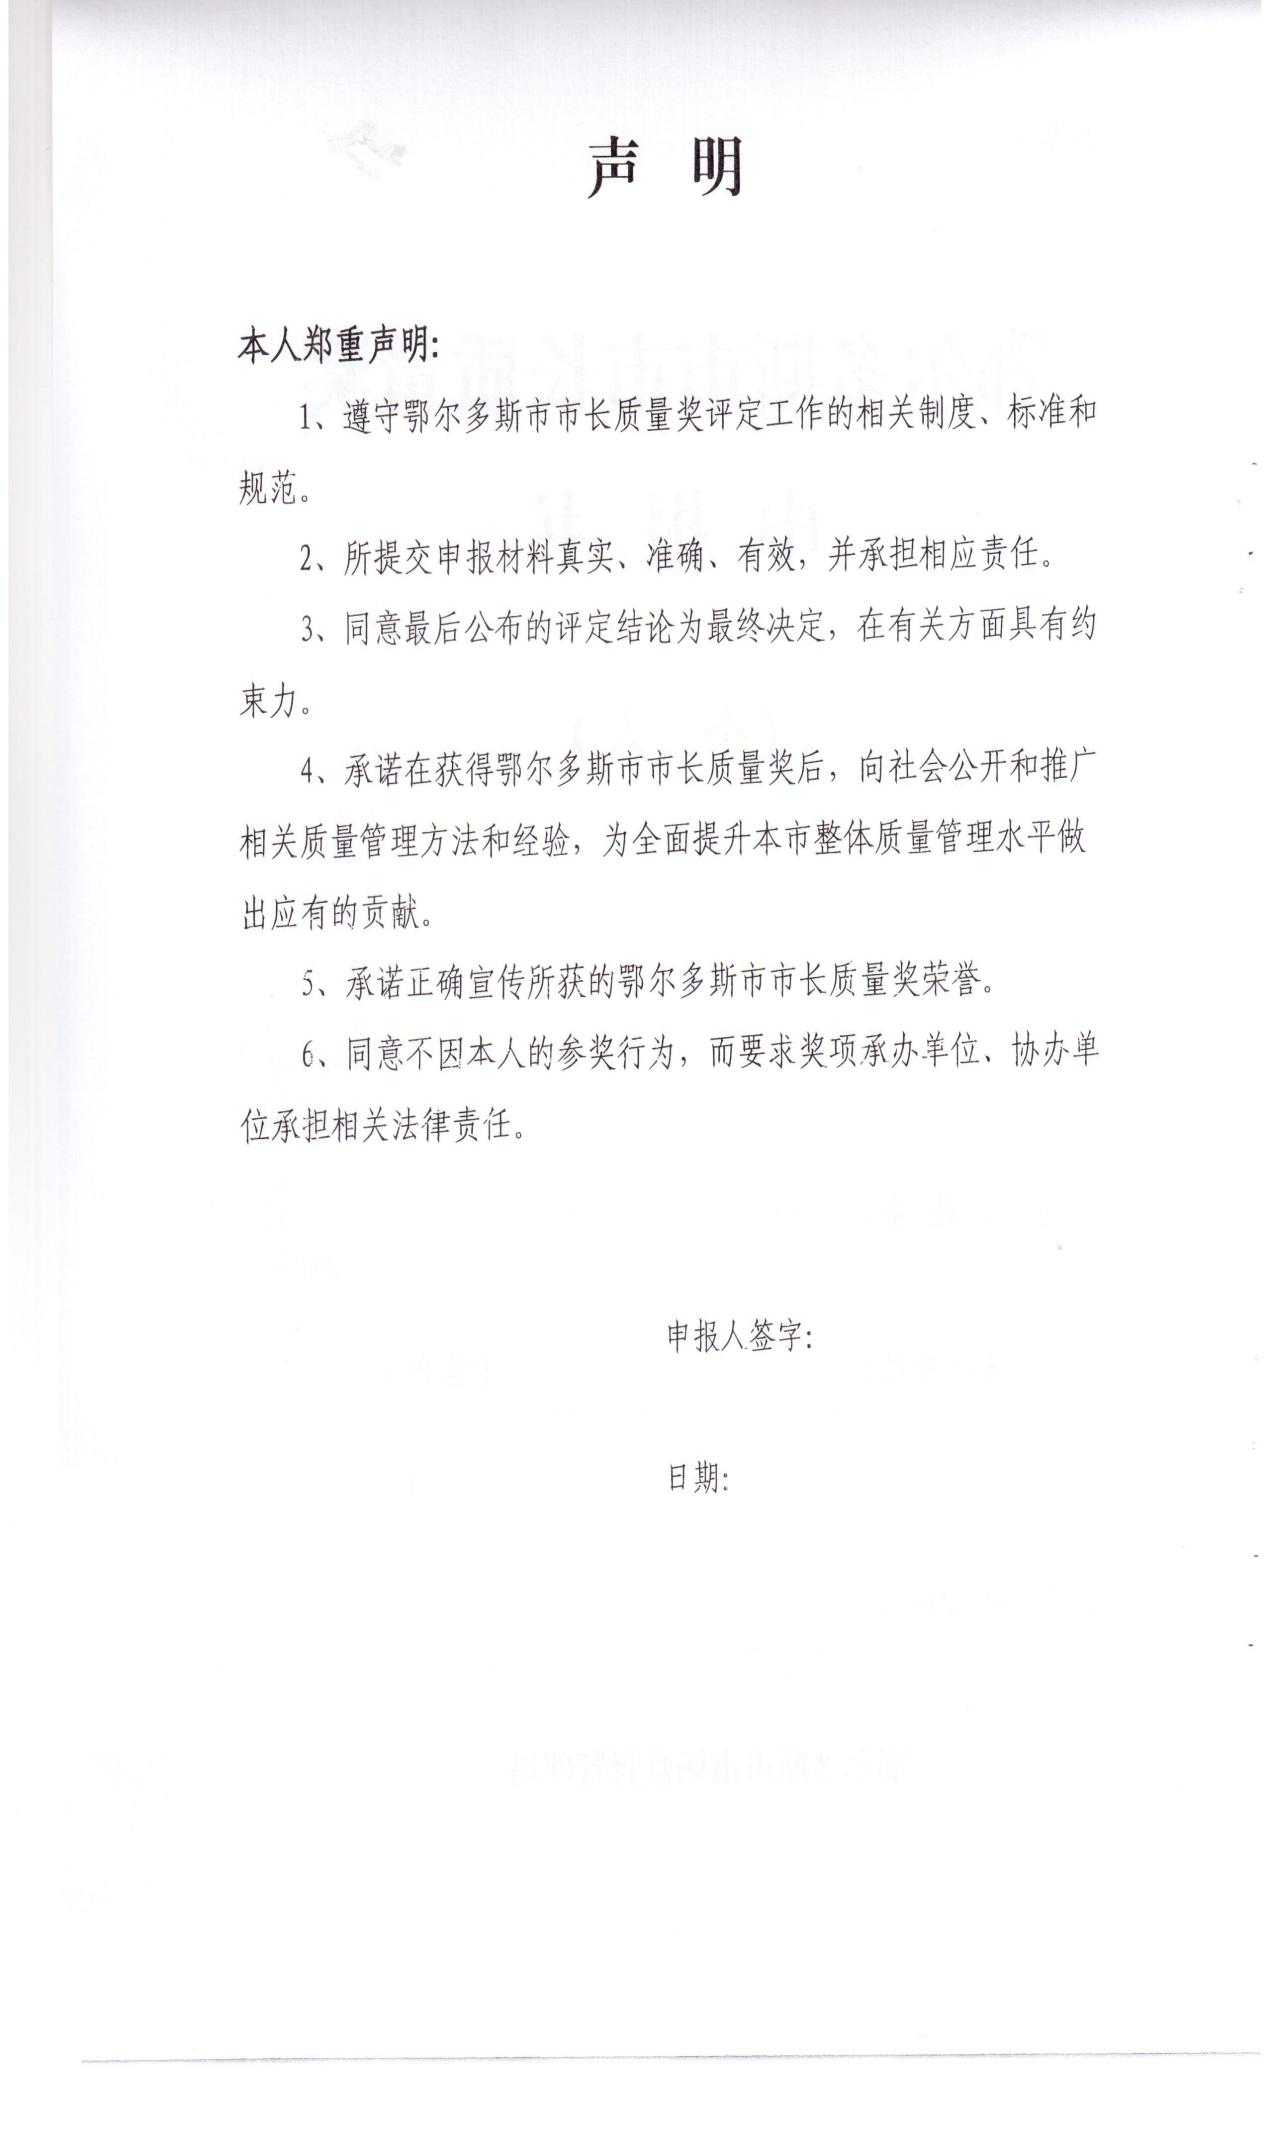 声 明
本人郑重声明:
1、遵守鄂尔多斯市市长质量奖评定工作的相关制度、标准和
规范。
2、所提交申报材料真实、准确、有效，并承担相应责任。
3、同意最后公布的评定结论为最终决定，在有关方面具有约
束力。
4、承诺在获得鄂尔多斯市市长质量奖后，向社会公开和推广
相关质量管理方法和经验，为全面提升本市整体质量管理水平做
出应有的贡献。
5、承诺正确宣传所获的鄂尔多斯市市长质量奖荣誉。
6、同意不因本人的参奖行为，而要求奖项承办单位、协办单
位承担相关法律责任。
申报人签字:
日期: